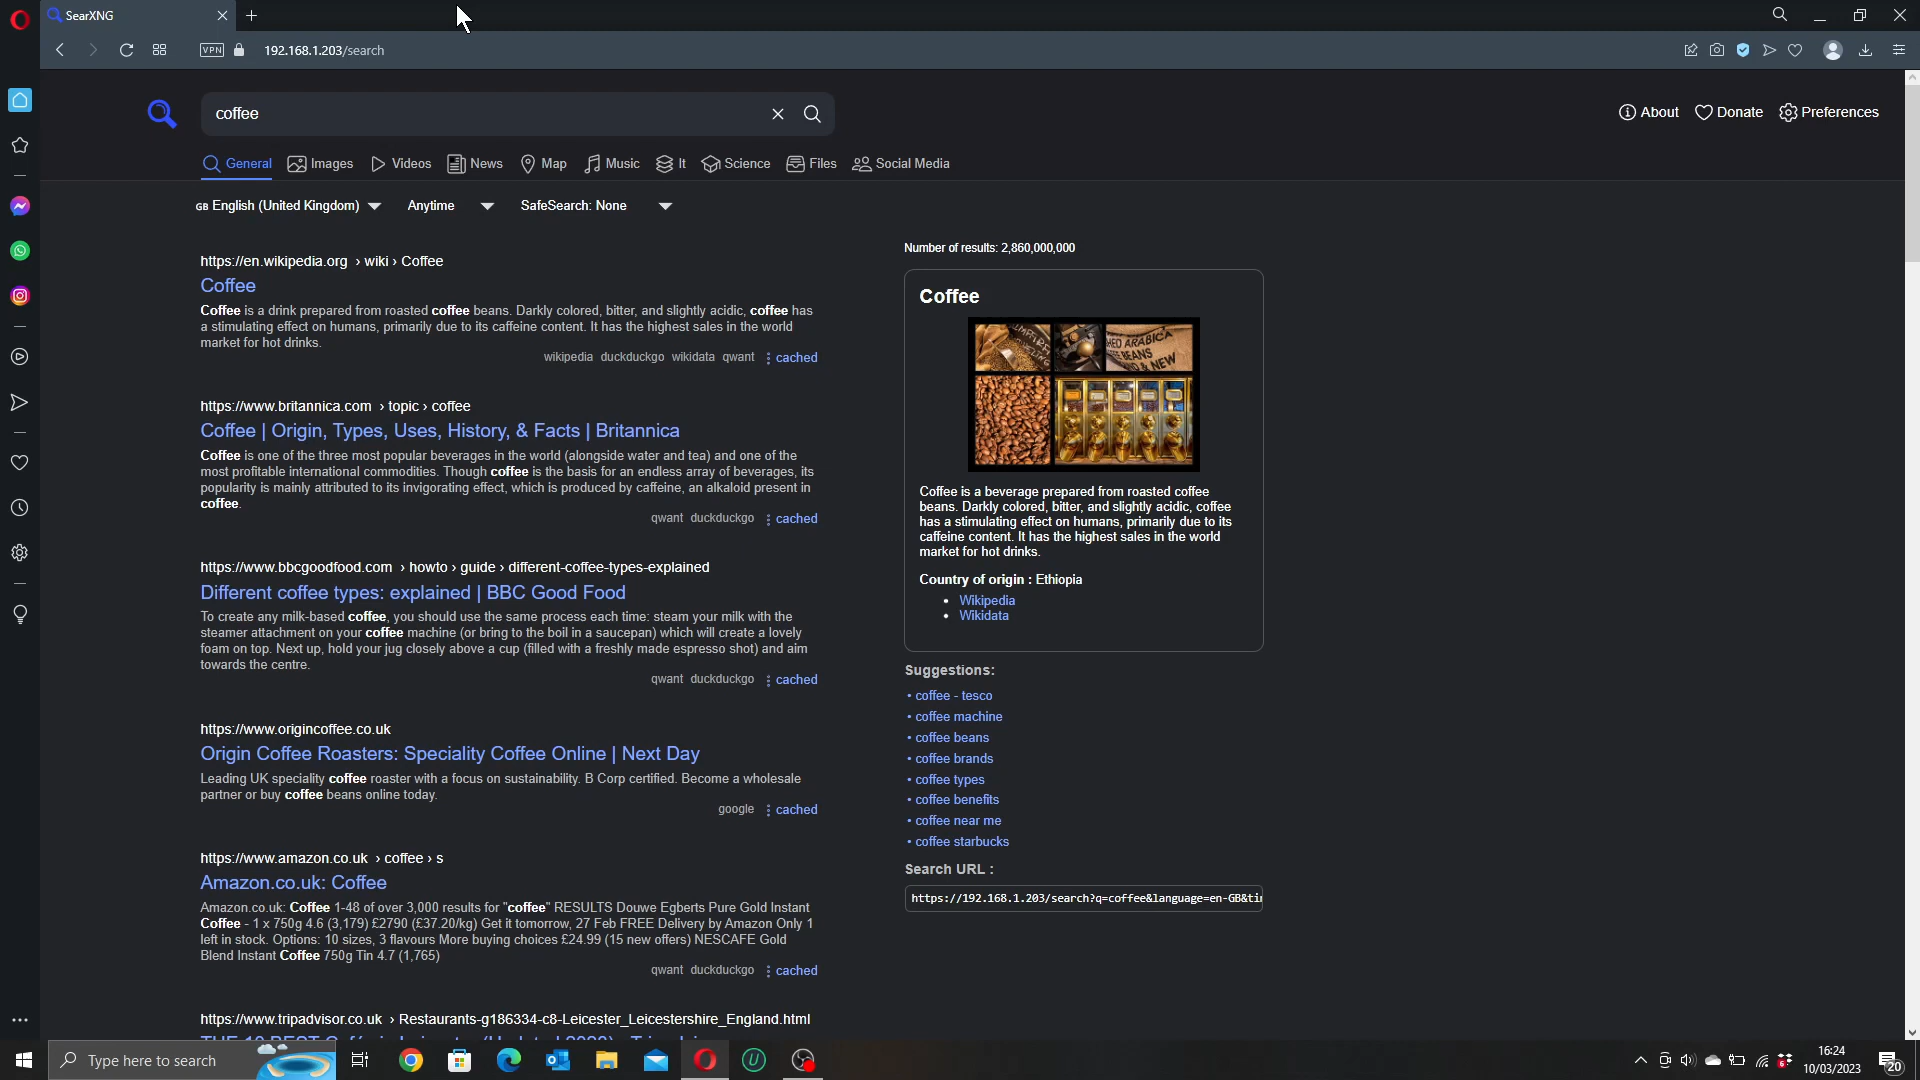 SearXNG
VPN 192.168.1.203/search
coffee
About Donate Preferences
General Images Videos News Map Music It Science Files Social Media
GB English (United Kingdom) Anytime SafeSearch: None
https://en.wikipedia.org › wiki › Coffee
Coffee
Coffee is a drink prepared from roasted coffee beans. Darkly colored, bitter, and slightly acidic, coffee has
a stimulating effect on humans, primarily due to its caffeine content. It has the highest sales in the world
market for hot drinks.
wikipedia duckduckgo wikidata qwant cached
https://www.britannica.com › topic › coffee
Coffee | Origin, Types, Uses, History, & Facts | Britannica
Coffee is one of the three most popular beverages in the world (alongside water and tea) and one of the
most profitable international commodities. Though coffee is the basis for an endless array of beverages, its
popularity is mainly attributed to its invigorating effect, which is produced by caffeine, an alkaloid present in
coffee.
qwant duckduckgo cached
https://www.bbcgoodfood.com › howto › guide › different-coffee-types-explained
Different coffee types: explained | BBC Good Food
To create any milk-based coffee, you should use the same process each time: steam your milk with the
steamer attachment on your coffee machine (or bring to the boil in a saucepan) which will create a lovely
foam on top. Next up, hold your jug closely above a cup (filled with a freshly made espresso shot) and aim
towards the centre.
qwant duckduckgo cached
https://www.origincoffee.co.uk
Origin Coffee Roasters: Speciality Coffee Online | Next Day
Leading UK speciality coffee roaster with a focus on sustainability. B Corp certified. Become a wholesale
partner or buy coffee beans online today.
google cached
https://www.amazon.co.uk › coffee › s
Amazon.co.uk: Coffee
Amazon.co.uk: Coffee 1-48 of over 3,000 results for "coffee" RESULTS Douwe Egberts Pure Gold Instant
Coffee - 1 x 750g 4.6 (3,179) £2790 (£37.20/kg) Get it tomorrow, 27 Feb FREE Delivery by Amazon Only 1
left in stock. Options: 10 sizes, 3 flavours More buying choices £24.99 (15 new offers) NESCAFE Gold
Blend Instant Coffee 750g Tin 4.7 (1,765)
qwant duckduckgo cached
https://www.tripadvisor.co.uk › Restaurants-g186334-c8-Leicester_Leicestershire_England.html
Number of results: 2,860,000,000
Coffee
ARABICA
BEANS
& NEW
Coffee is a beverage prepared from roasted coffee
beans. Darkly colored, bitter, and slightly acidic, coffee
has a stimulating effect on humans, primarily due to its
caffeine content. It has the highest sales in the world
market for hot drinks.
Country of origin : Ethiopia
• Wikipedia
• Wikidata
Suggestions:
• coffee - tesco
• coffee machine
• coffee beans
• coffee brands
• coffee types
• coffee benefits
• coffee near me
• coffee starbucks
Search URL :
https://192.168.1.203/search?q=coffee&language=en-GB&ti
Type here to search
16:24
10/03/2023
20